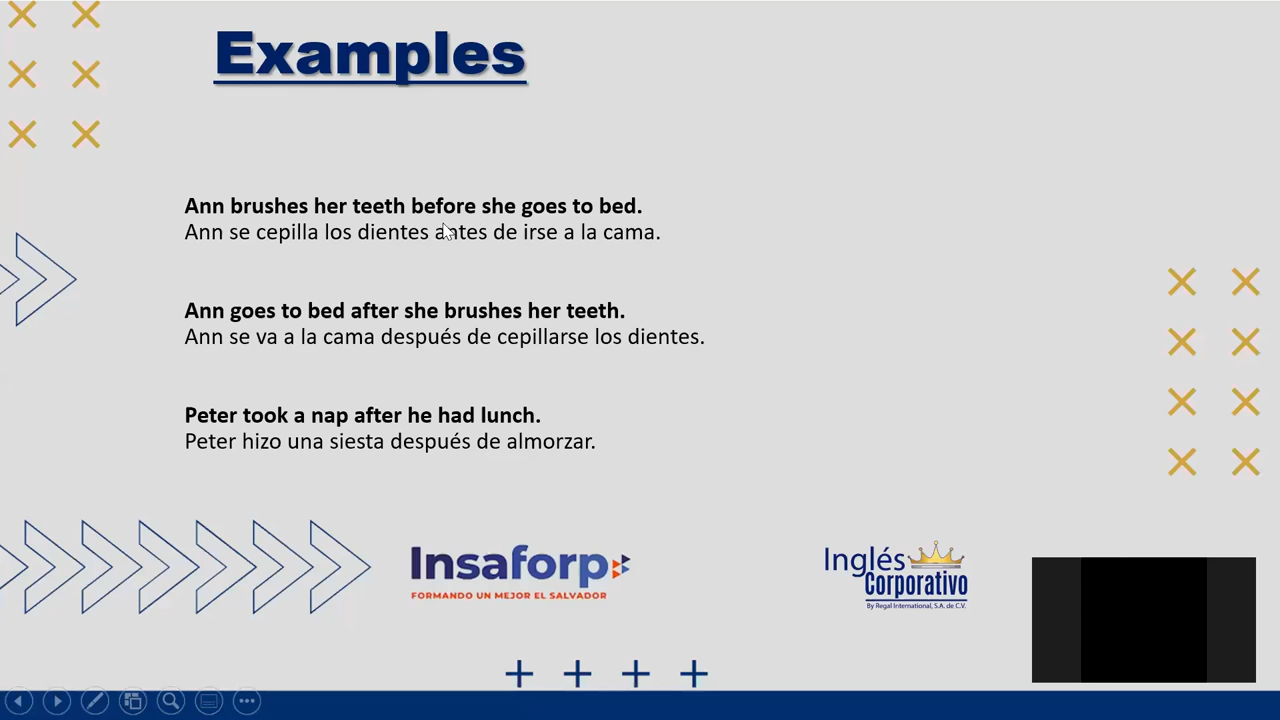 Examples
Ann brushes her teeth before she goes to bed.
Ann se cepilla los dientes antes de irse a la cama.
Ann goes to bed after she brushes her teeth.
Ann se va a la cama después de cepillarse los dientes.
Peter took a nap after he had lunch.
Peter hizo una siesta después de almorzar.
Insaforp
FORMANDO UN MEJOR EL SALVADOR
Inglés
Corporativo
By Regal International, S.A. de C.V.